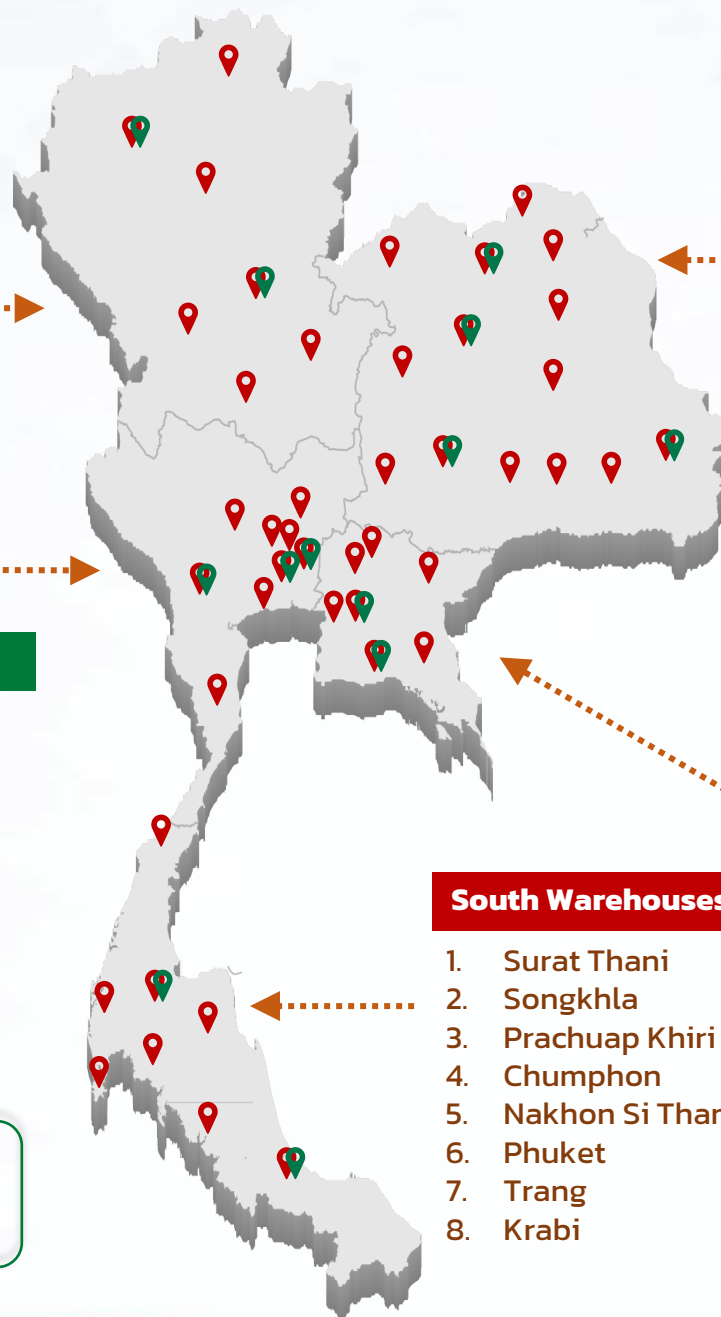 South Warehouses
1. Surat Thani
2. Songkhla
3. Prachuap Khiri
4. Chumphon
5. Nakhon Si Thar
6. Phuket
7. Trang
8. Krabi